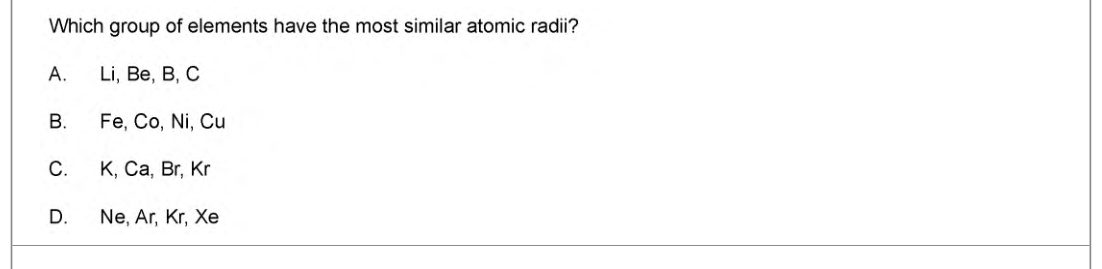 Which group of elements have the most similar atomic radii?
A. Li, Be, B, C
B. Fe, Co, Ni, Cu
C. K, Ca, Br, Kr
D. Ne, Ar, Kr, Xe